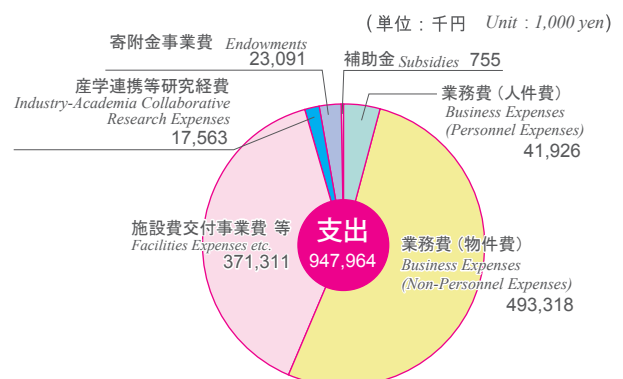 （単位：千円 Unit : 1,000 yen）
寄附金事業費 Endowments
23,091
補助金 Subsidies 755
産学連携等研究経費
Industry-Academia Collaborative
Research Expenses
17,563
業務費（人件費）
Business Expenses
(Personnel Expenses)
41,926
施設費交付事業費 等
Facilities Expenses etc.
371,311
支出
947,964
業務費（物件費）
Business Expenses
(Non-Personnel Expenses)
493,318